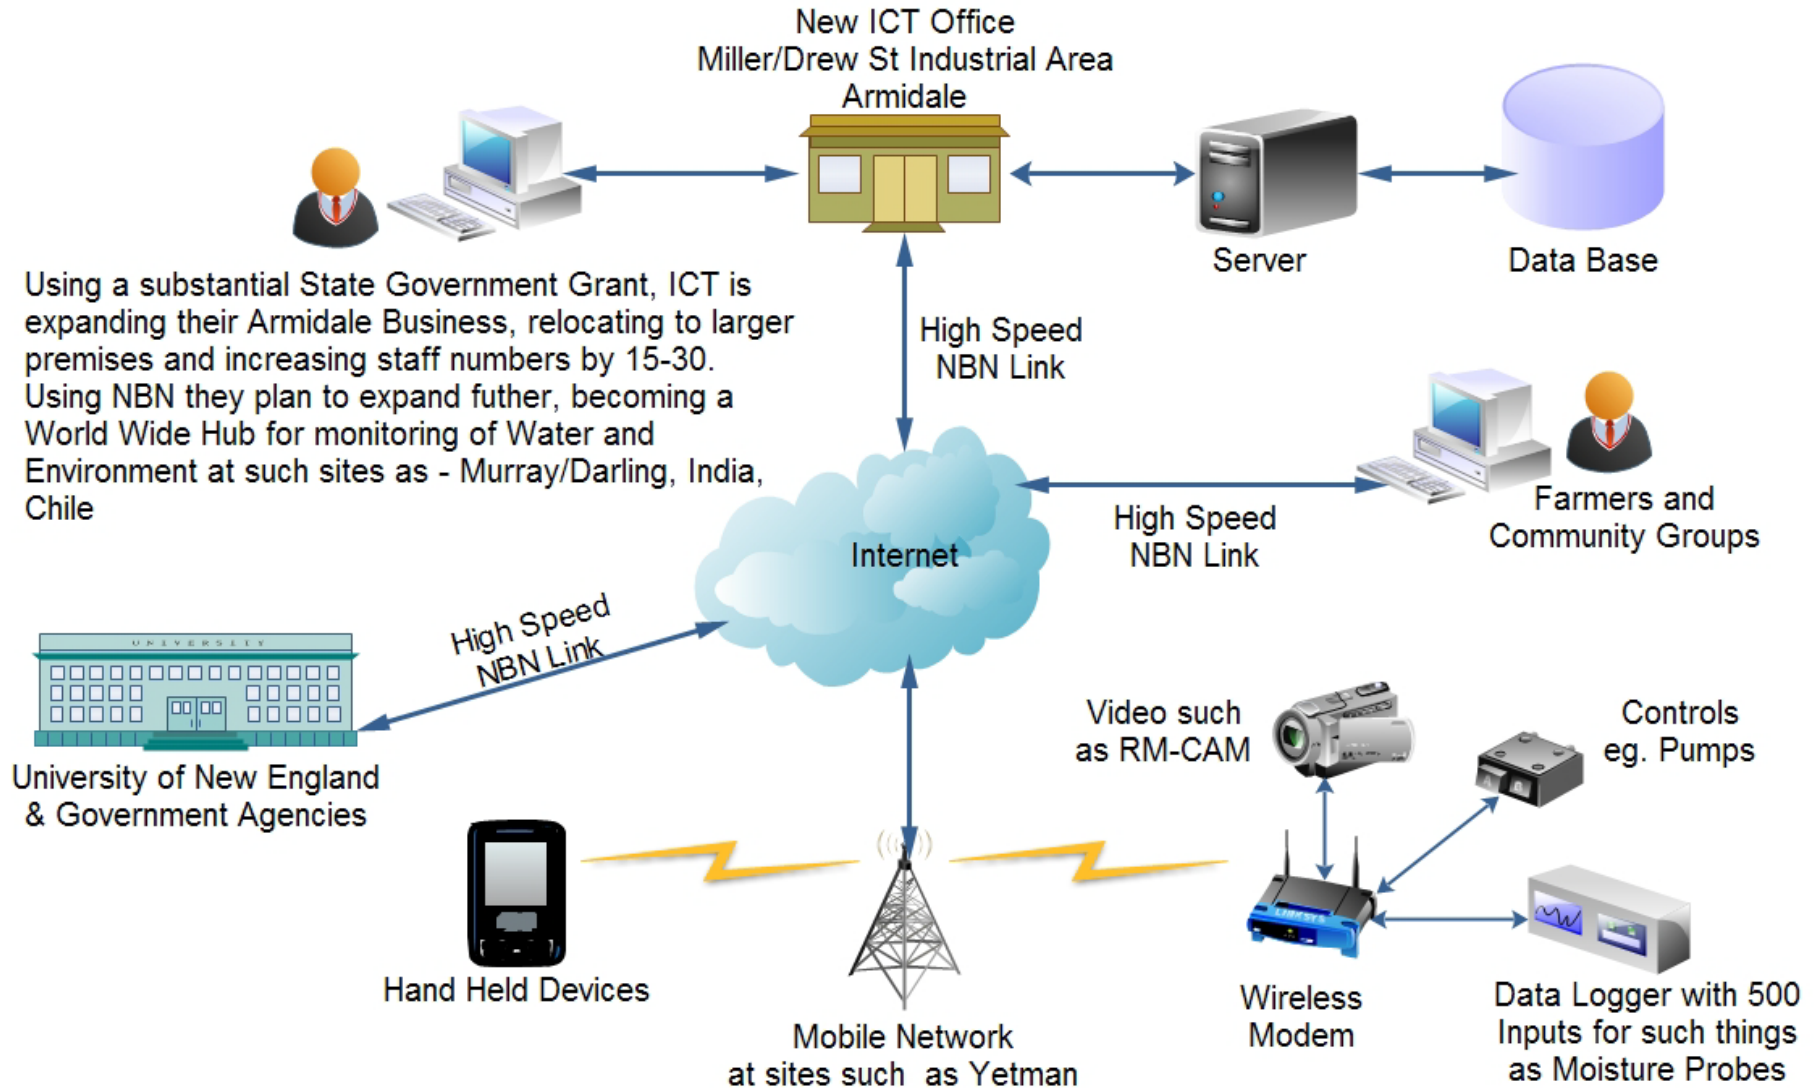 New ICT Office
Miller/Drew St Industrial Area
Armidale
Server
Data Base
Using a substantial State Government Grant, ICT is
expanding their Armidale Business, relocating to larger
premises and increasing staff numbers by 15-30.
Using NBN they plan to expand futher, becoming a
World Wide Hub for monitoring of Water and
Environment at such sites as - Murray/Darling, India,
Chile
High Speed
NBN Link
Farmers and
Community Groups
High Speed
NBN Link
Internet
High Speed
NBN Link
UNIVERSITY
University of New England
& Government Agencies
Video such
as RM-CAM
Controls
eg. Pumps
A B
LINKSYS
Hand Held Devices
Mobile Network
at sites such as Yetman
Wireless
Modem
Data Logger with 500
Inputs for such things
as Moisture Probes